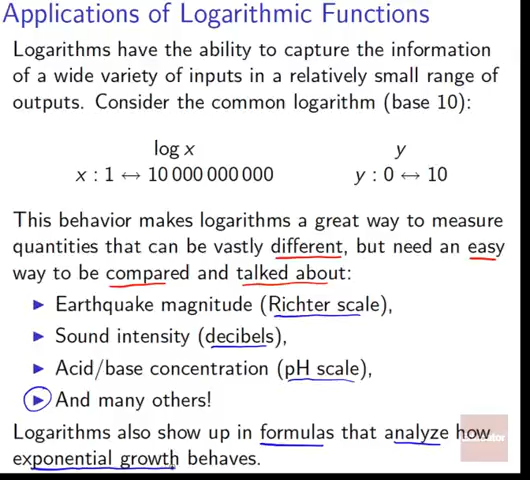 Applications of Logarithmic Functions
Logarithms have the ability to capture the information
of a wide variety of inputs in a relatively small range of
outputs. Consider the common logarithm (base 10):
log x y
x : 1 ↔ 10 000 000 000 y : 0 ↔ 10
This behavior makes logarithms a great way to measure
quantities that can be vastly different, but need an easy
way to be compared and talked about:
▶ Earthquake magnitude (Richter scale),
▶ Sound intensity (decibels),
▶ Acid/base concentration (pH scale),
▶ And many others!
Logarithms also show up in formulas that analyze how
exponential growth behaves.